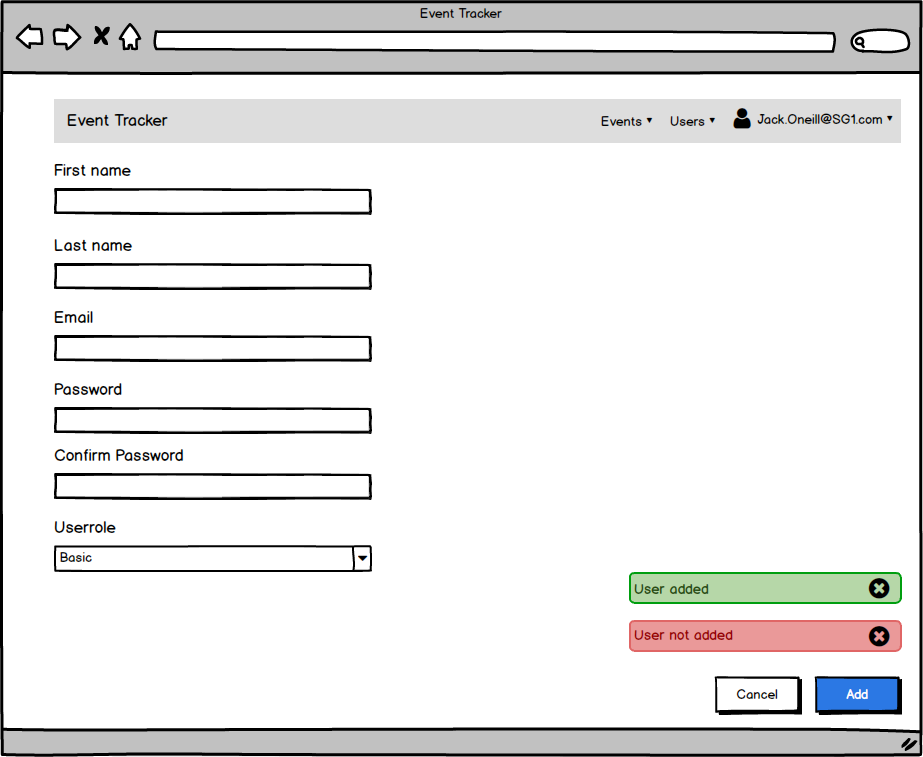 Event Tracker
Event Tracker
Events Users Jack.Oneill@SG1.com
First name
Last name
Email
Password
Confirm Password
Userrole
Basic
User added
User not added
Cancel Add